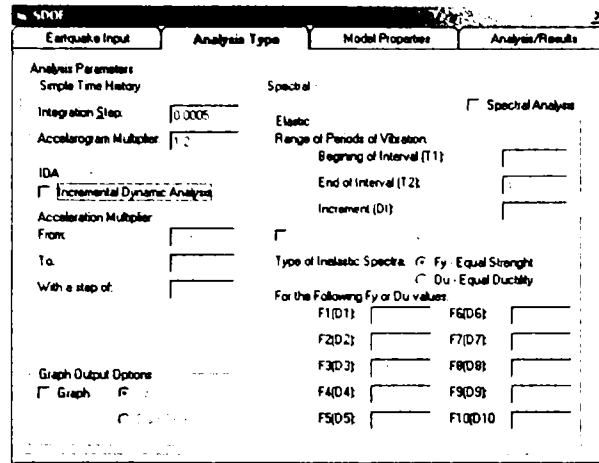 SDOF
Eartquake Input
Analysis Type
Model Properties
Analysis/Results
Analysis Parameters
Simple Time History
Integration Step:
0.0005
Accelarogram Multiplier
1.2
IDA
Incremental Dynamic Analysis
Acceleration Multiplier
From:
To:
With a step of:
Graph Output Options
Graph
Spectral
Spectral Analysis
Elastic
Range of Periods of Vibration
Begining of Interval (T1):
End of Interval (T2):
Increment (DI):
Type of Inelastic Spectra:
Fy - Equal Strenght
Du - Equal Ductility
For the Following Fy or Du values:
F1(D1):
F6(D6):
F2(D2):
F7(D7):
F3(D3):
F8(D8):
F4(D4):
F9(D9):
F5(D5):
F10(D10